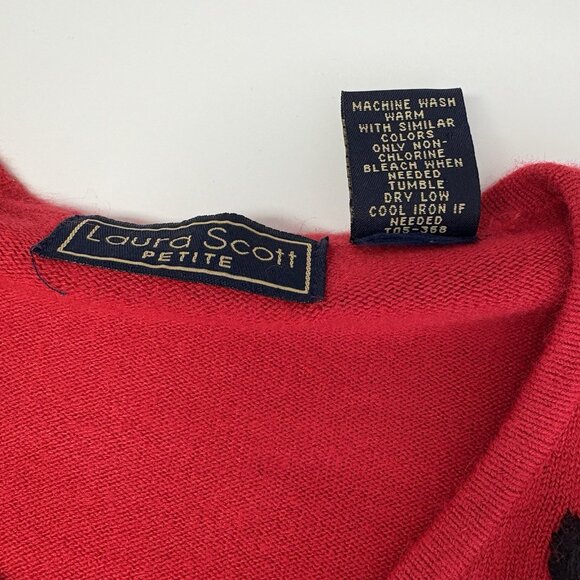 Laura Scott
PETITE
MACHINE WASH
WARM
WITH SIMILAR
COLORS
ONLY NON-
CHLORINE
BLEACH WHEN
NEEDED
TUMBLE
DRY LOW
COOL IRON IF
NEEDED
T05-368